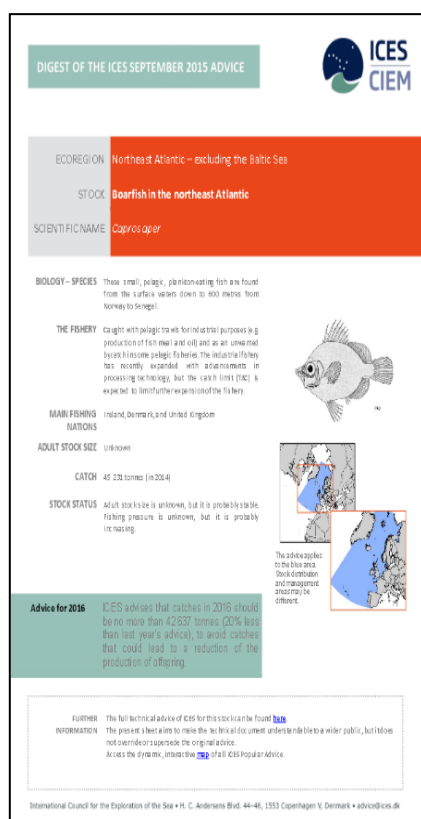 DIGEST OF THE ICES SEPTEMBER 2015 ADVICE
ICES
CIEM
ECOREGION Northeast Atlantic – excluding the Baltic Sea
STOCK Boarfish in the northeast Atlantic
SCIENTIFIC NAME Capros aper
BIOLOGY – SPECIES These small, pelagic, plankton-eating fish are found
from the surface waters down to 600 metres from
Norway to Senegal.
THE FISHERY Caught with pelagic trawls for industrial purposes (e.g.
production of fish meal and oil) and as an unwanted
bycatch in some pelagic fisheries. The industrial fishery
has recently expanded with advancements in
processing technology, but the catch limit (TAC) is
expected to limit further expansion of the fishery.
MAIN FISHING NATIONS Ireland, Denmark, and United Kingdom
ADULT STOCK SIZE Unknown
CATCH 45 231 tonnes (in 2014)
STOCK STATUS Adult stock size is unknown, but it is probably stable.
Fishing pressure is unknown, but it is probably
increasing.
The advice applies
to the blue area.
Stock distribution
and management
areas may be
different.
Advice for 2016 ICES advises that catches in 2016 should
be no more than 42 637 tonnes (20% less
than last year's advice), to avoid catches
that could lead to a reduction of the
production of offspring.
FURTHER INFORMATION The full technical advice of ICES for this stock can be found here.
The present sheet aims to make the technical document understandable to a wider public, but it does
not override or supersede the original advice.
Access the dynamic, interactive map of all ICES Popular Advice.
International Council for the Exploration of the Sea • H. C. Andersens Blvd. 44–46, 1553 Copenhagen V, Denmark • advice@ices.dk